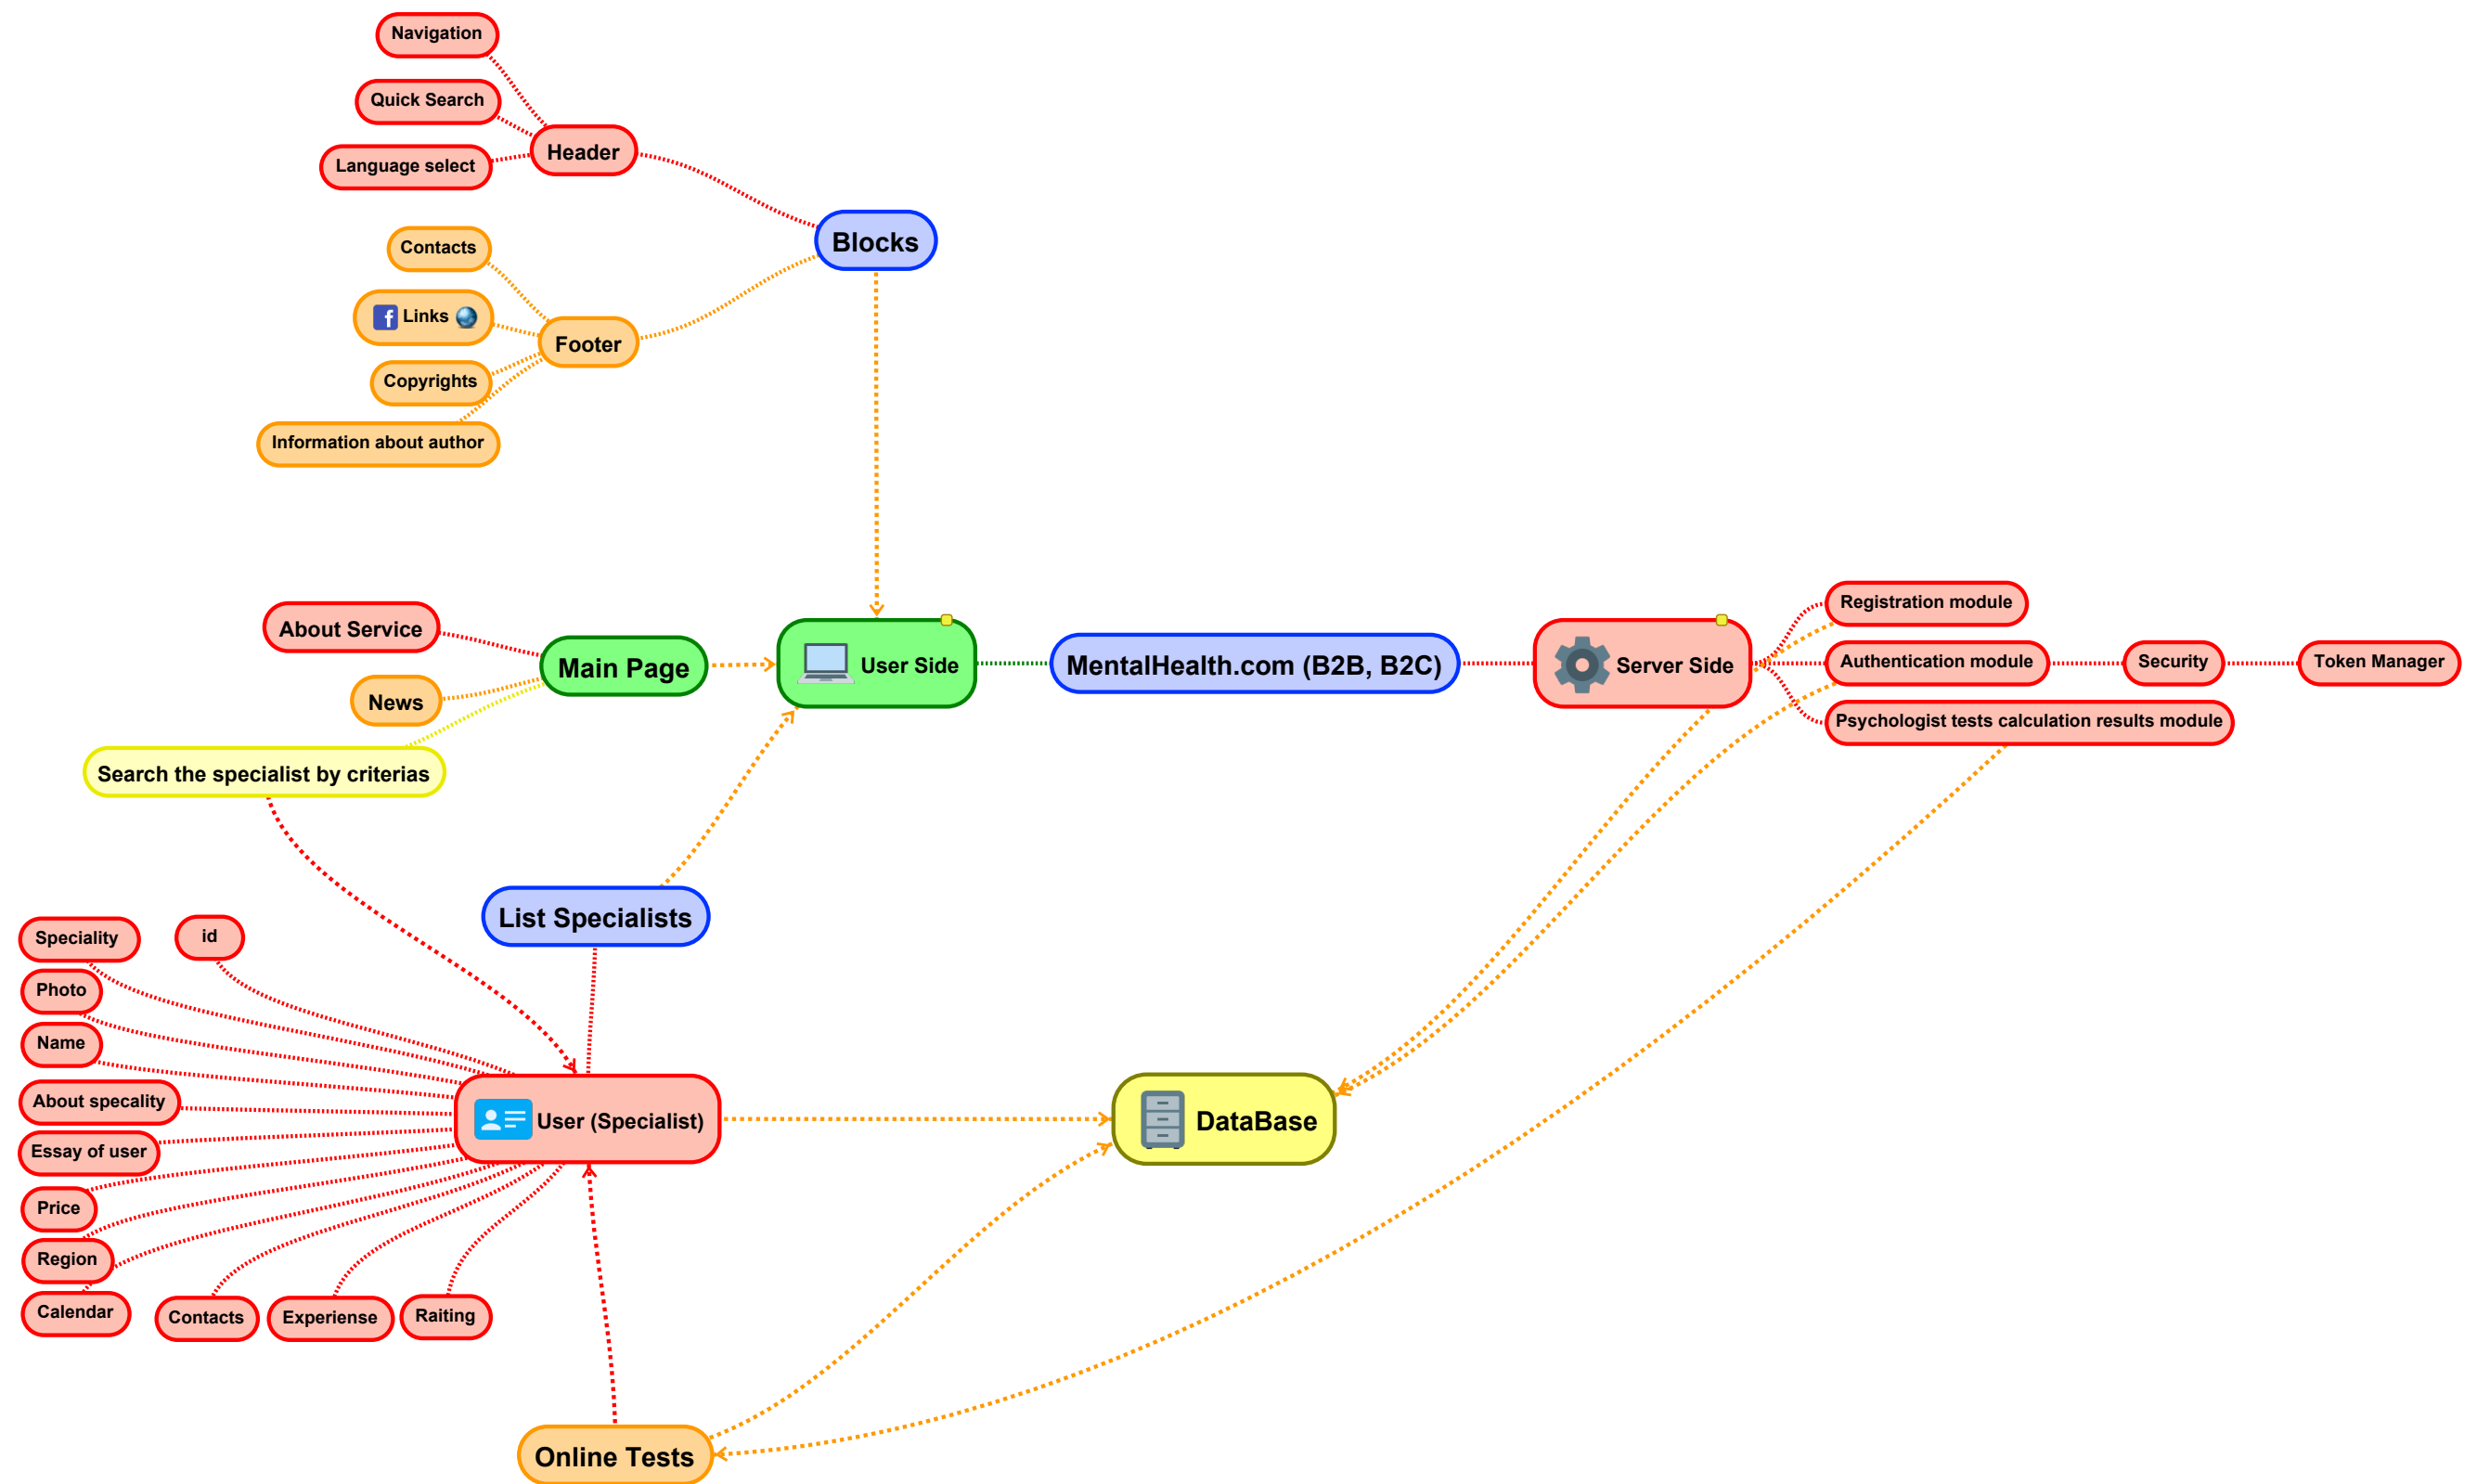 Navigation
Quick Search
Language select
Header
Blocks
Contacts
Links
Copyrights
Information about author
Footer
About Service
News
Search the specialist by criterias
Main Page
User Side
MentalHealth.com (B2B, B2C)
Server Side
Registration module
Authentication module
Security
Token Manager
Psychologist tests calculation results module
List Specialists
Speciality
id
Photo
Name
About specality
Essay of user
Price
Region
Calendar
Contacts
Experiense
Raiting
User (Specialist)
DataBase
Online Tests